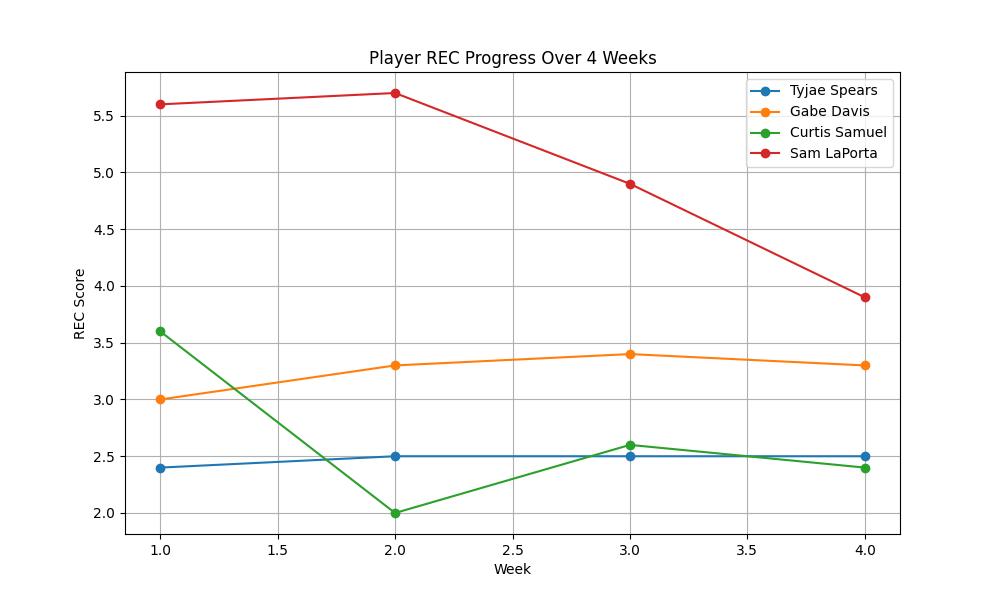 Player REC Progress Over 4 Weeks
Tyjae Spears
Gabe Davis
Curtis Samuel
Sam LaPorta
REC Score
5.5
5.0
4.5
4.0
3.5
3.0
2.5
2.0
1.0 1.5 2.0 2.5 3.0 3.5 4.0
Week